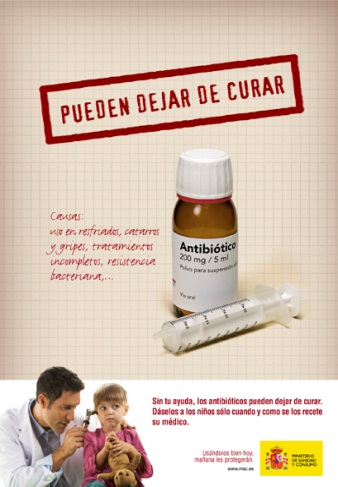 PUEDEN DEJAR DE CURAR
Causas:
uso en resfriados, catarros
y gripes, tratamientos
incompletos, resistencia
bacteriana,...
Antibiótico
200 mg / 5 ml
Polvo para suspensión
Vía oral
Sin tu ayuda, los antibióticos pueden dejar de curar.
Dáselos a los niños sólo cuando y como se los recete
su médico.
Usándolos bien hoy,
mañana les protegerán.
www.msc.es
MINISTERIO
DE SANIDAD
Y CONSUMO